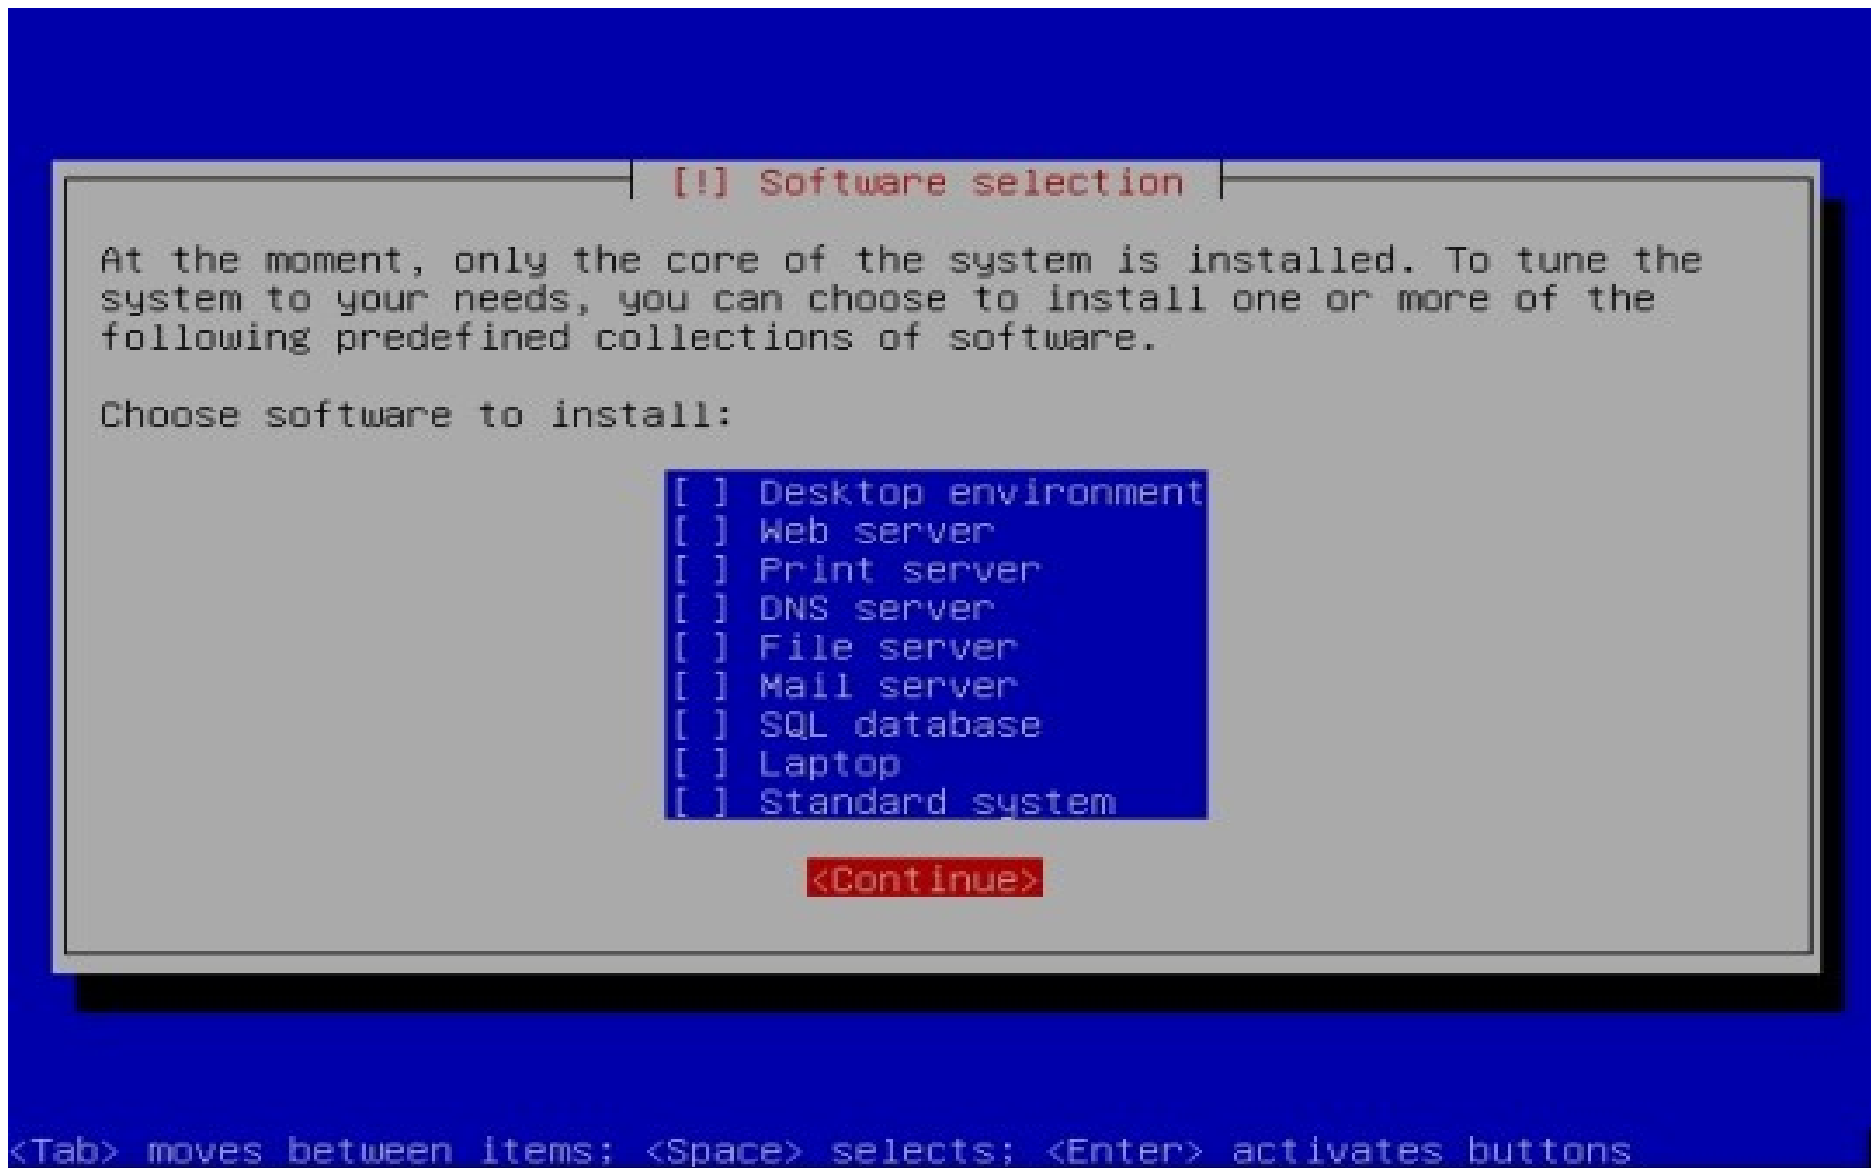 [!] Software selection
At the moment, only the core of the system is installed. To tune the
system to your needs, you can choose to install one or more of the
following predefined collections of software.
Choose software to install:
[ ] Desktop environment
[ ] Web server
[ ] Print server
[ ] DNS server
[ ] File server
[ ] Mail server
[ ] SQL database
[ ] Laptop
[ ] Standard system
<Continue>
<Tab> moves between items; <Space> selects; <Enter> activates buttons